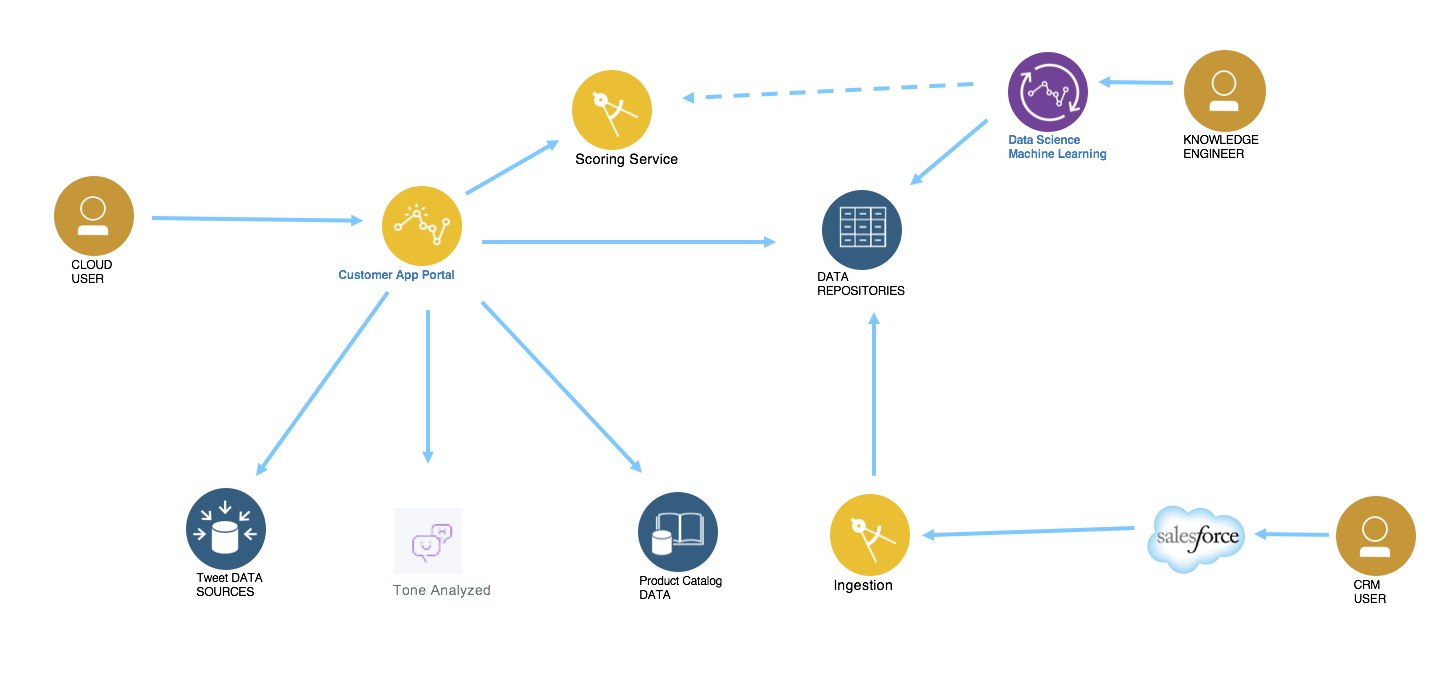 Scoring Service
Data Science
Machine Learning
KNOWLEDGE
ENGINEER
CLOUD
USER
Customer App Portal
DATA
REPOSITORIES
Tweet DATA
SOURCES
Tone Analyzed
Product Catalog
DATA
Ingestion
salesforce
CRM
USER